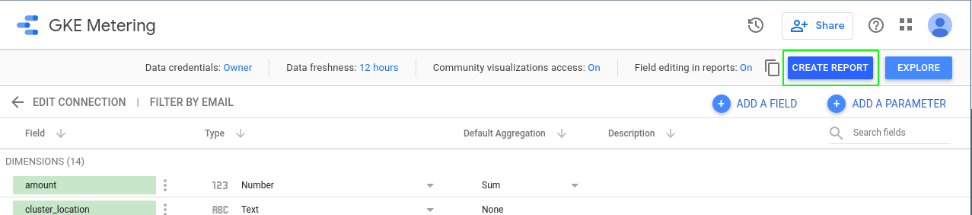 GKE Metering
Share
Data credentials: Owner
Data freshness: 12 hours
Community visualizations access: On
Field editing in reports: On
CREATE REPORT
EXPLORE
EDIT CONNECTION | FILTER BY EMAIL
ADD A FIELD
ADD A PARAMETER
Field
Type
Default Aggregation
Description
Search fields
DIMENSIONS (14)
amount
123
Number
Sum
cluster_location
ABC
Text
None